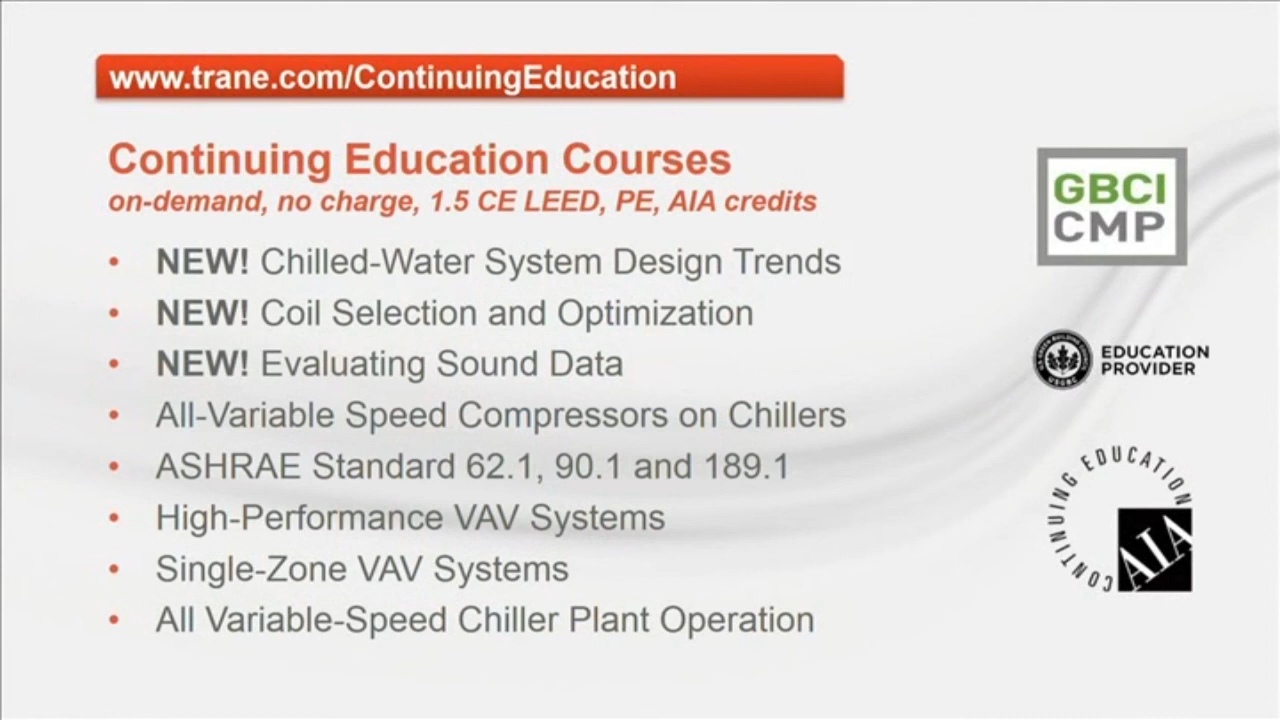 www.trane.com/ContinuingEducation
Continuing Education Courses
on-demand, no charge, 1.5 CE LEED, PE, AIA credits
• NEW! Chilled-Water System Design Trends
• NEW! Coil Selection and Optimization
• NEW! Evaluating Sound Data
• All-Variable Speed Compressors on Chillers
• ASHRAE Standard 62.1, 90.1 and 189.1
• High-Performance VAV Systems
• Single-Zone VAV Systems
• All Variable-Speed Chiller Plant Operation
GBCI
CMP
USGBC
EDUCATION
PROVIDER
CONTINUING EDUCATION
AIA